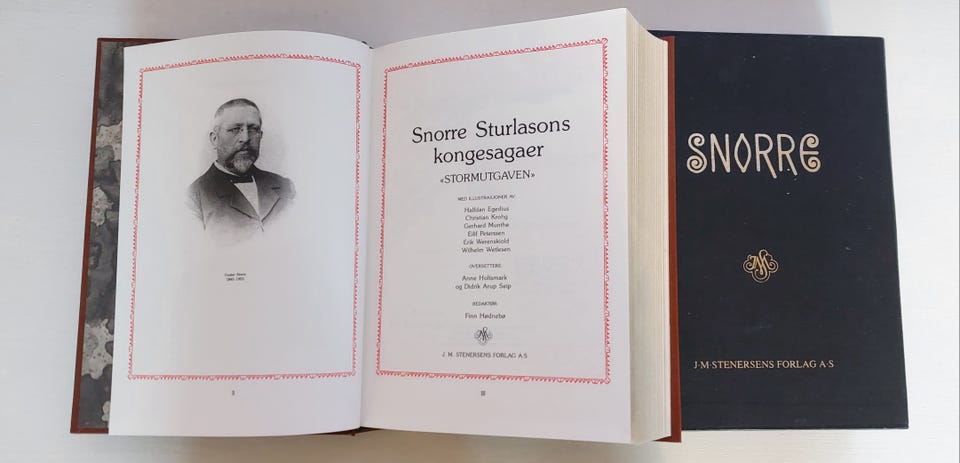 Gustav Storm
1845-1903
II
Snorre Sturlasons
kongesagaer
«STORMUTGAVEN»
MED ILLUSTRASJONER AV
Halfdan Egedius
Christian Krohg
Gerhard Munthe
Eilif Peterssen
Erik Werenskiold
Wilhelm Wetlesen
OVERSETTERE
Anne Holtsmark
og Didrik Arup Seip
REDAKTØR
Finn Hødnebø
J·M·STENERSENS FORLAG A·S
III
SNORRE
J·M·STENERSENS FORLAG A·S